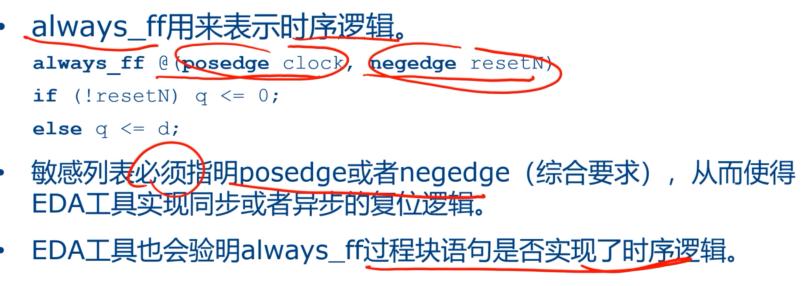 • always_ff用来表示时序逻辑。
always_ff @(posedge clock, negedge resetN)
if (!resetN) q <= 0;
else q <= d;
• 敏感列表必须指明posedge或者negedge（综合要求），从而使得
EDA工具实现同步或者异步的复位逻辑。
• EDA工具也会验明always_ff过程块语句是否实现了时序逻辑。